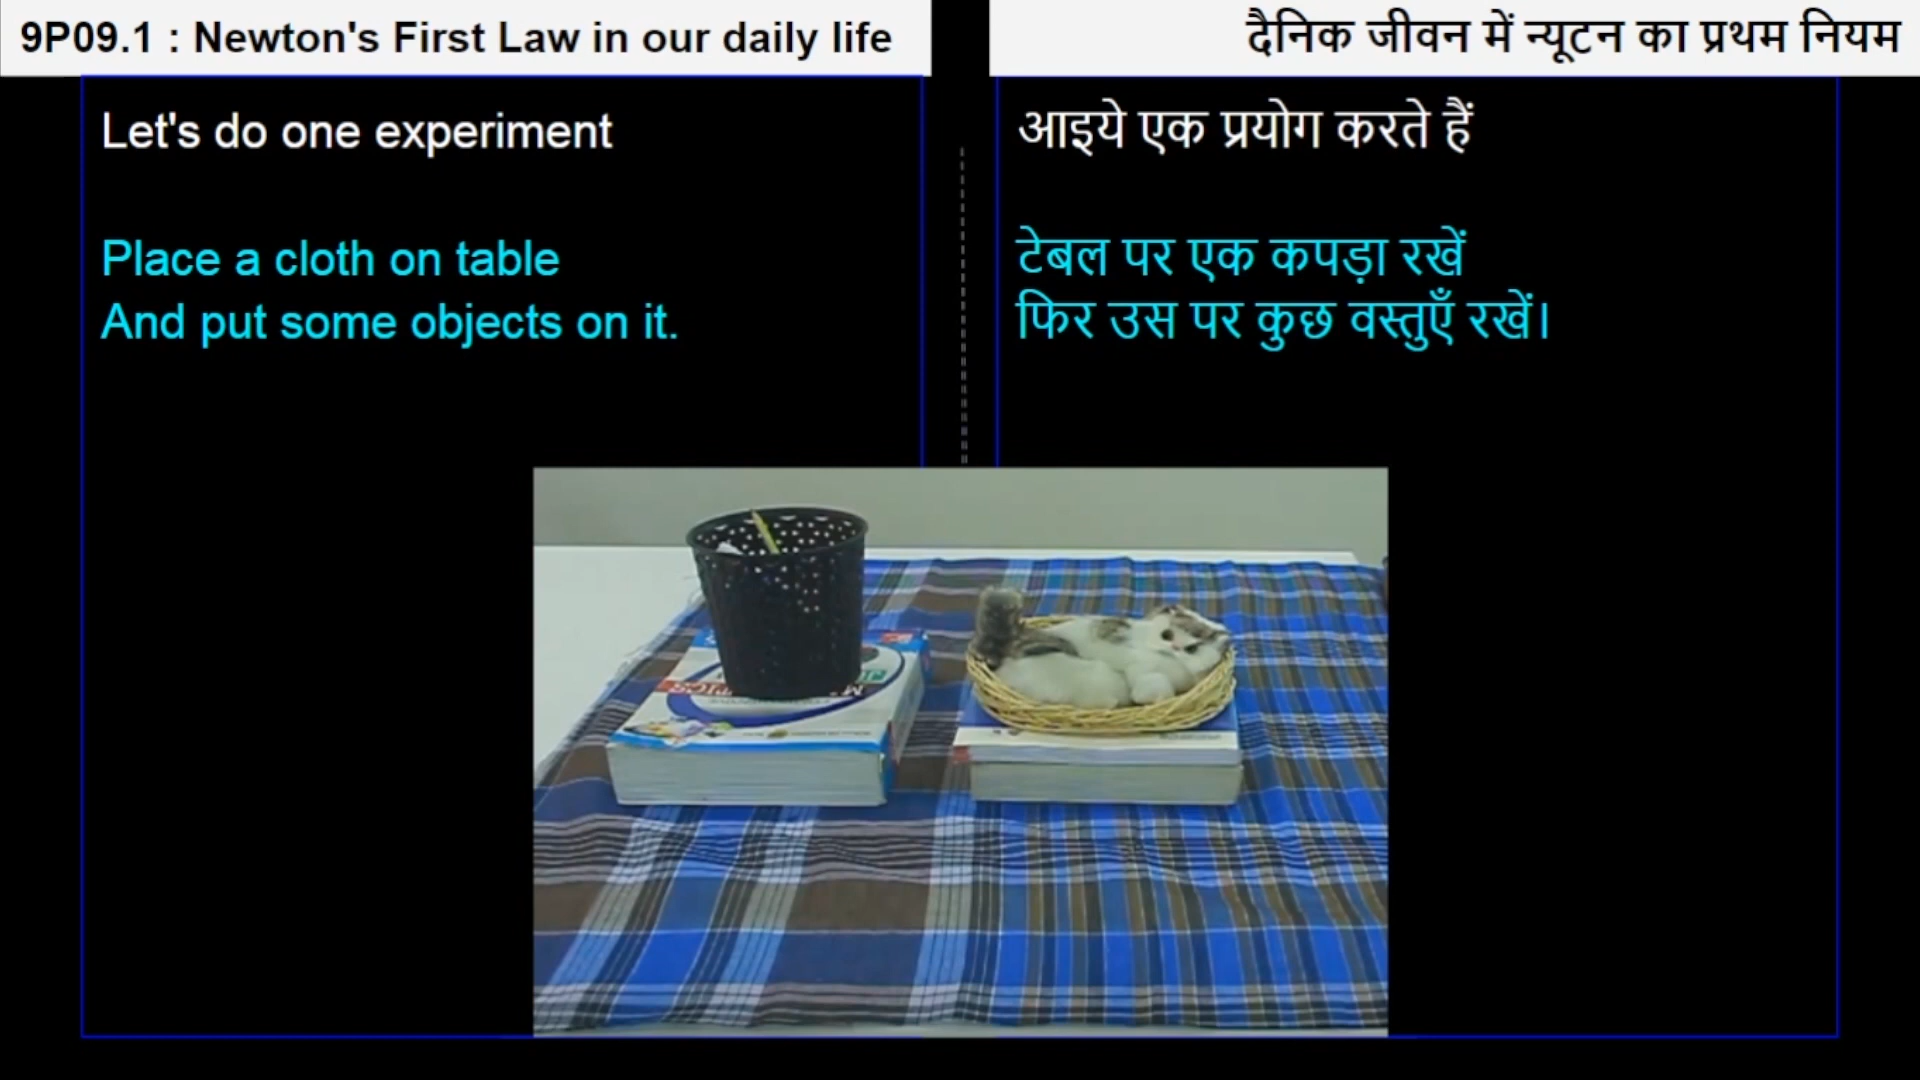 9P09.1 : Newton's First Law in our daily life
दैनिक जीवन में न्यूटन का प्रथम नियम
Let's do one experiment
Place a cloth on table
And put some objects on it.
आइये एक प्रयोग करते हैं
टेबल पर एक कपड़ा रखें
फिर उस पर कुछ वस्तुएँ रखें।